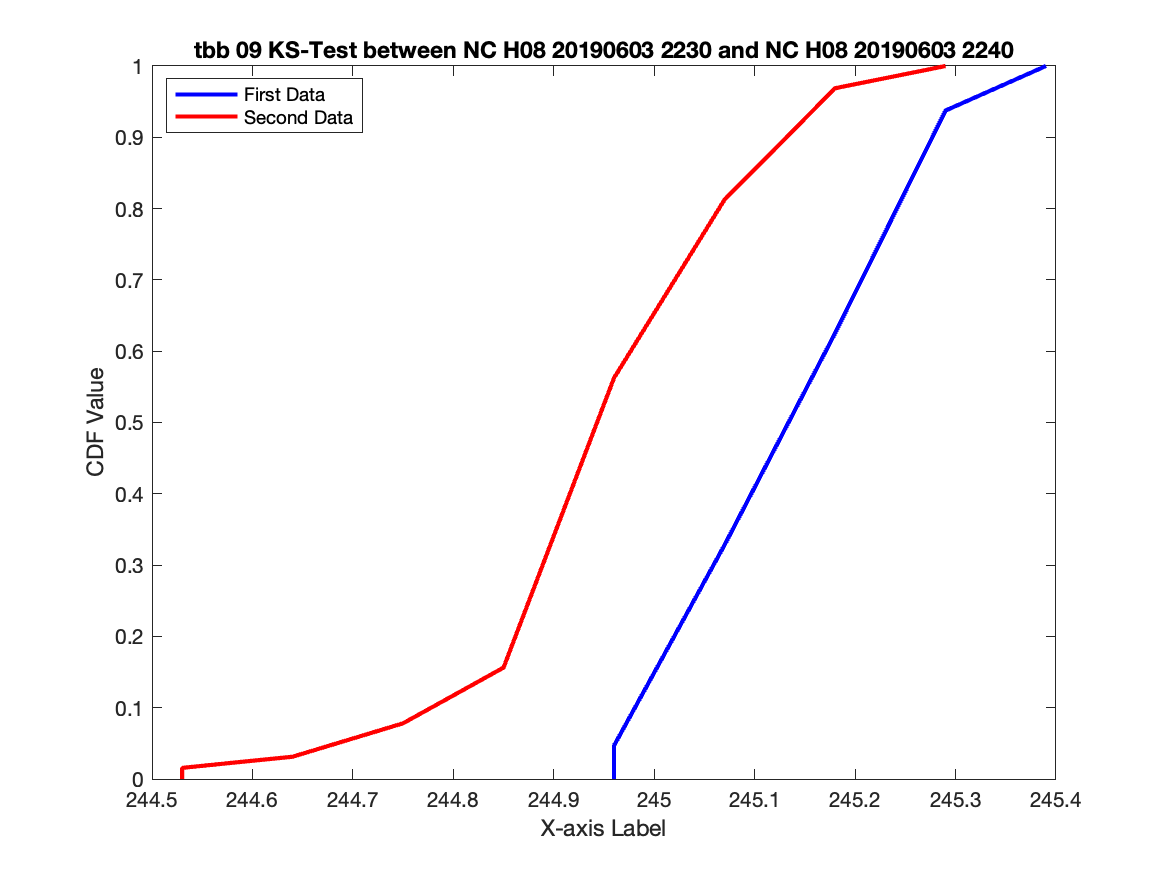 tbb 09 KS-Test between NC H08 20190603 2230 and NC H08 20190603 2240
First Data
Second Data
1
0.9
0.8
0.7
0.6
0.5
0.4
0.3
0.2
0.1
0
CDF Value
244.5 244.6 244.7 244.8 244.9 245 245.1 245.2 245.3 245.4
X-axis Label